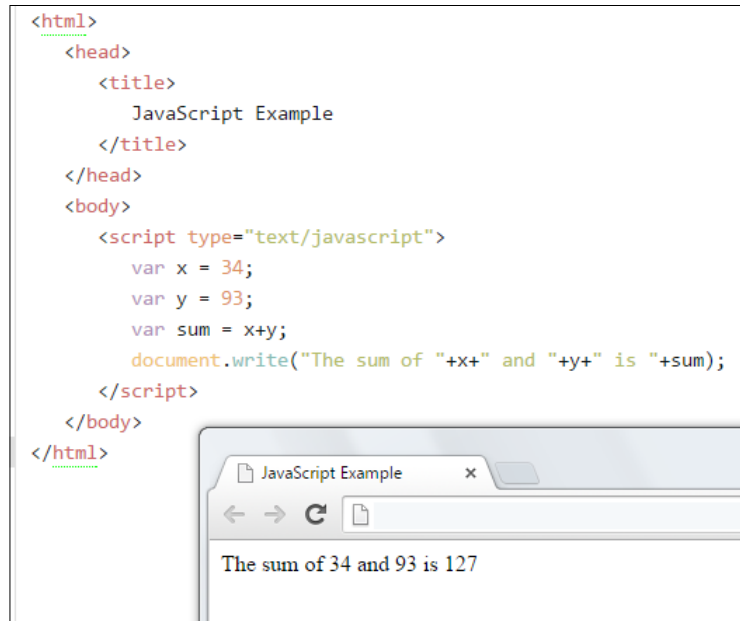 <html>
<head>
<title>
JavaScript Example
</title>
</head>
<body>
<script type="text/javascript">
var x = 34;
var y = 93;
var sum = x+y;
document.write("The sum of "+x+" and "+y+" is "+sum);
</script>
</body>
</html>
JavaScript Example
The sum of 34 and 93 is 127